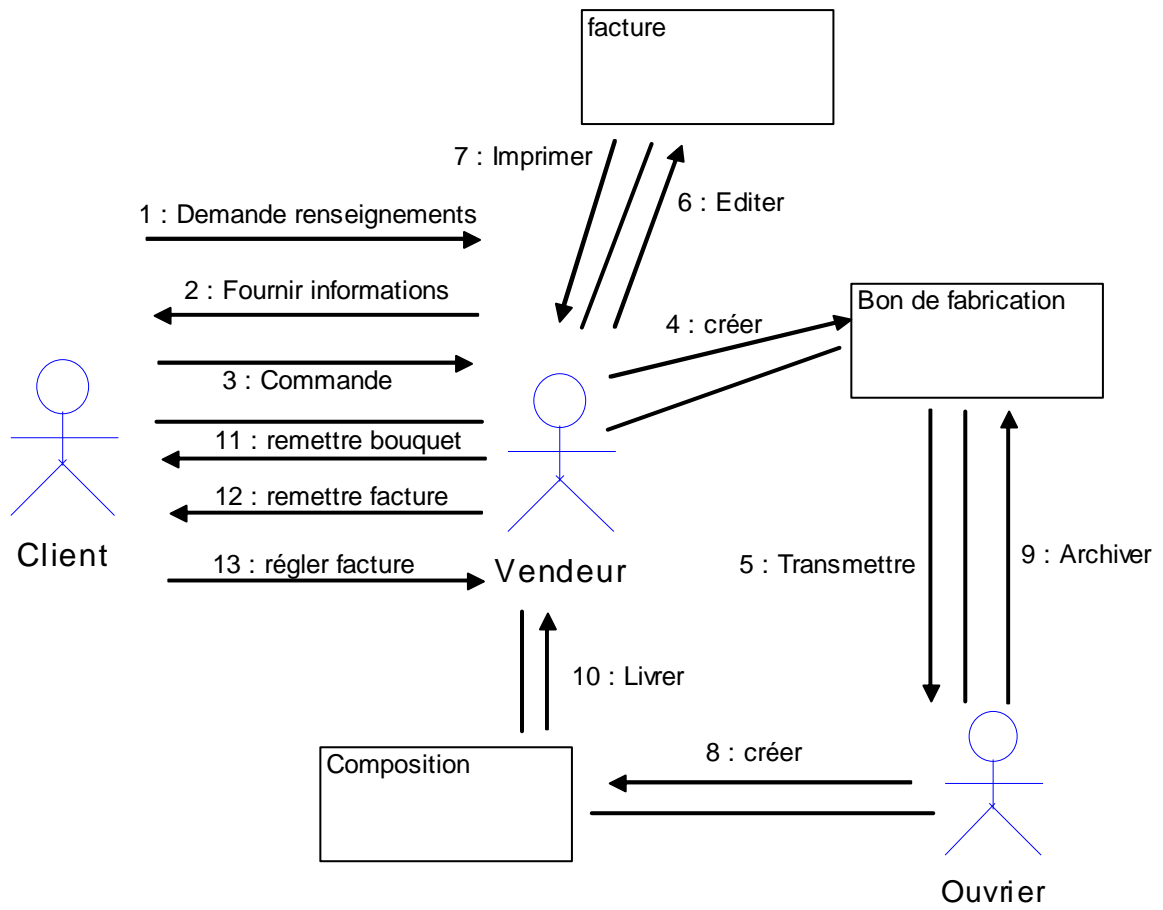 facture
7 : Imprimer
6 : Editer
1 : Demande renseignements
2 : Fournir informations
Bon de fabrication
4 : créer
3 : Commande
11 : remettre bouquet
12 : remettre facture
Client
13 : régler facture
Vendeur
5 : Transmettre
9 : Archiver
10 : Livrer
Composition
8 : créer
Ouvrier